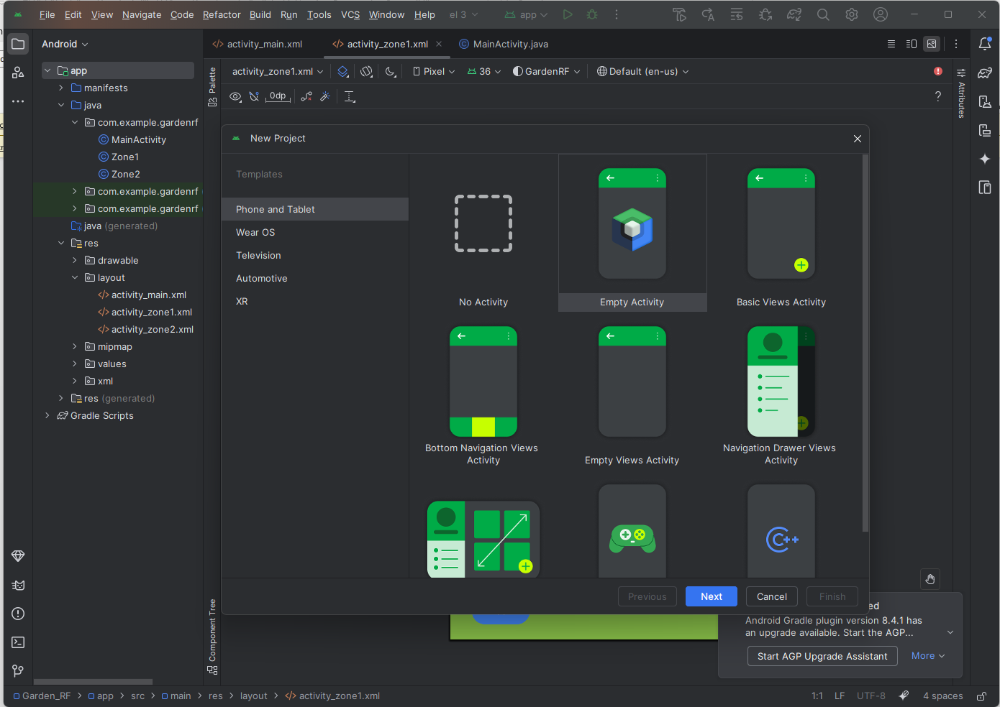 File Edit View Navigate Code Refactor Build Run Tools VCS Window Help el 3 app
Android
activity_main.xml activity_zone1.xml MainActivity.java
app
manifests
java
com.example.gardenrf
MainActivity
Zone1
Zone2
com.example.gardenrf
com.example.gardenrf
java (generated)
res
drawable
layout
activity_main.xml
activity_zone1.xml
activity_zone2.xml
mipmap
values
xml
res (generated)
Gradle Scripts
Palette
activity_zone1.xml Pixel 36 GardenRF Default (en-us)
0dp ?
Attributes
New Project
Templates
Phone and Tablet
Wear OS
Television
Automotive
XR
No Activity
Empty Activity
Basic Views Activity
Bottom Navigation Views
Activity
Empty Views Activity
Navigation Drawer Views
Activity
C++
Previous Next Cancel Finish
Component Tree
ed
Android Gradle plugin version 8.4.1 has
an upgrade available. Start the AGP...
Start AGP Upgrade Assistant More
Garden_RF > app > src > main > res > layout > activity_zone1.xml 1:1 LF UTF-8 4 spaces